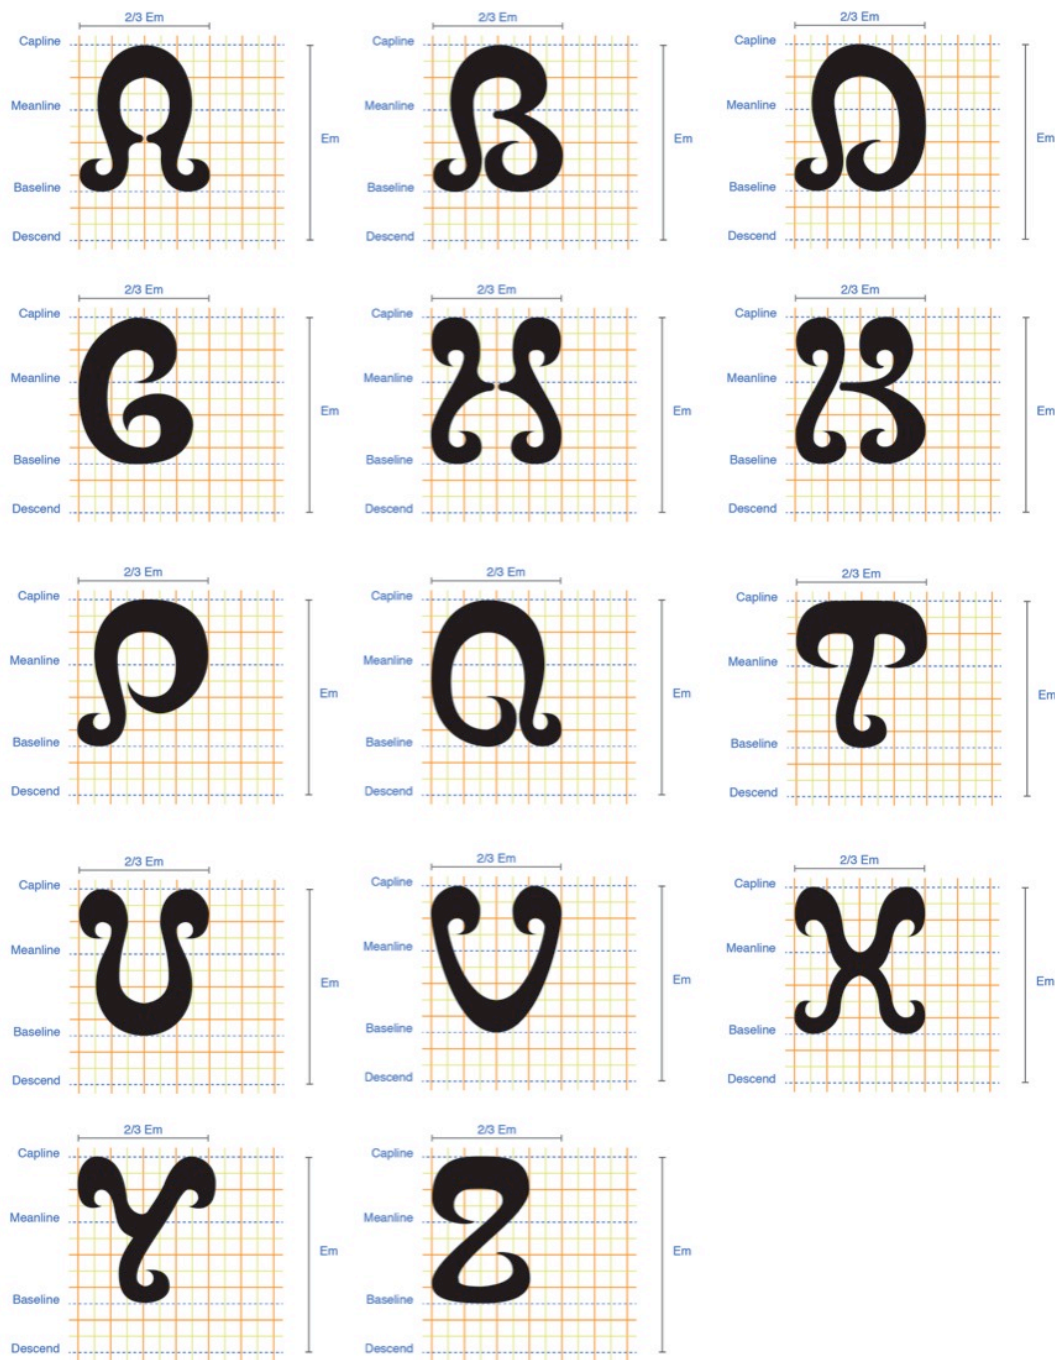 2/3 Em 2/3 Em 2/3 Em
Capline Capline Capline
A B D
Meanline Meanline Meanline
Em Em Em
Baseline Baseline Baseline
Descend Descend Descend
2/3 Em 2/3 Em 2/3 Em
Capline Capline Capline
G H K
Meanline Meanline Meanline
Em Em Em
Baseline Baseline Baseline
Descend Descend Descend
2/3 Em 2/3 Em 2/3 Em
Capline Capline Capline
P Q T
Meanline Meanline Meanline
Em Em Em
Baseline Baseline Baseline
Descend Descend Descend
2/3 Em 2/3 Em 2/3 Em
Capline Capline Capline
U V X
Meanline Meanline Meanline
Em Em Em
Baseline Baseline Baseline
Descend Descend Descend
2/3 Em 2/3 Em
Capline Capline
Y Z
Meanline Meanline
Em Em
Baseline Baseline
Descend Descend